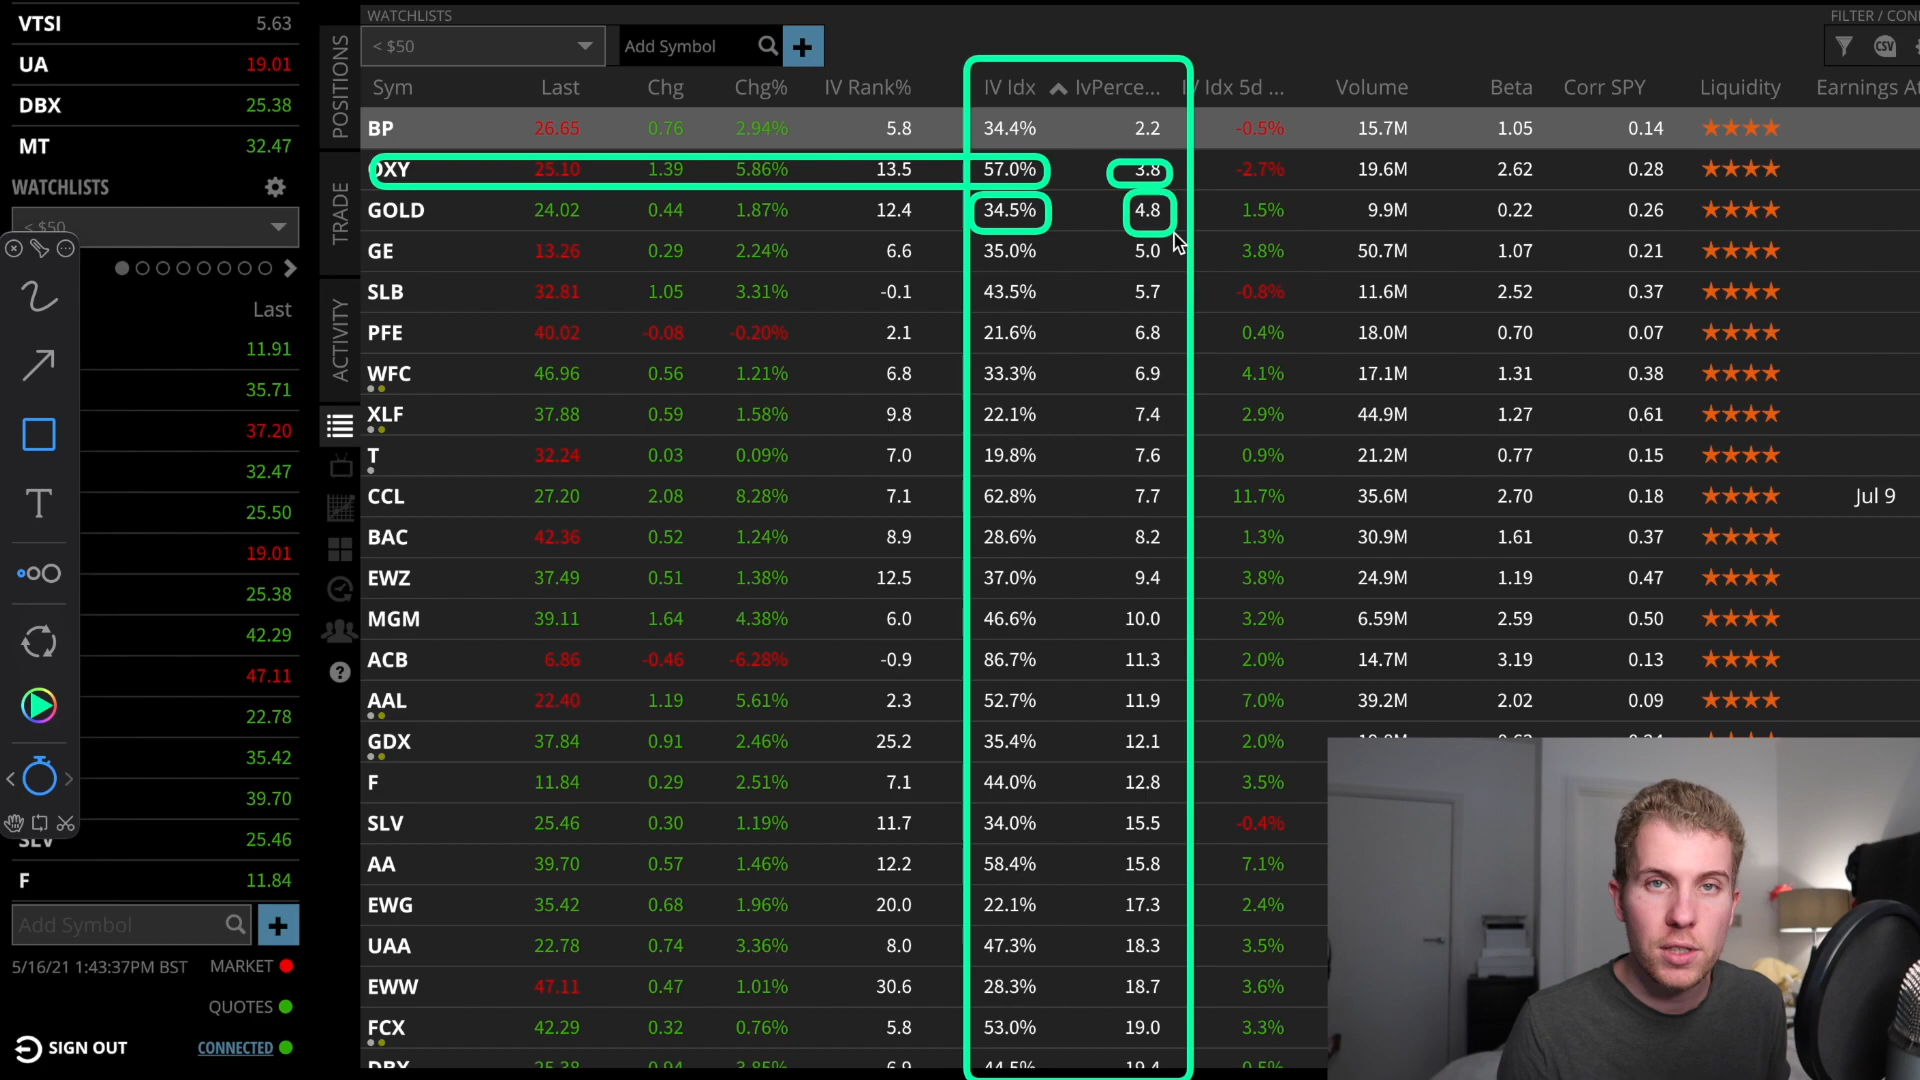 VTSI 5.63
UA 19.01
DBX 25.38
MT 32.47
WATCHLISTS
< $50
Last
11.91
35.71
37.20
32.47
25.50
19.01
25.38
42.29
47.11
22.78
35.42
39.70
SLV 25.46
F 11.84
Add Symbol
5/16/21 1:43:37PM BST MARKET
QUOTES
SIGN OUT CONNECTED
POSITIONS
TRADE
ACTIVITY
WATCHLISTS FILTER /
< $50 Add Symbol CSV
Sym Last Chg Chg% IV Rank% IV Idx IvPerce... IV Idx 5d ... Volume Beta Corr SPY Liquidity Earnings
BP 26.65 0.76 2.94% 5.8 34.4% 2.2 -0.5% 15.7M 1.05 0.14
OXY 25.10 1.39 5.86% 13.5 57.0% 3.8 -2.7% 19.6M 2.62 0.28
GOLD 24.02 0.44 1.87% 12.4 34.5% 4.8 1.5% 9.9M 0.22 0.26
GE 13.26 0.29 2.24% 6.6 35.0% 5.0 3.8% 50.7M 1.07 0.21
SLB 32.81 1.05 3.31% -0.1 43.5% 5.7 -0.8% 11.6M 2.52 0.37
PFE 40.02 -0.08 -0.20% 2.1 21.6% 6.8 0.4% 18.0M 0.70 0.07
WFC 46.96 0.56 1.21% 6.8 33.3% 6.9 4.1% 17.1M 1.31 0.38
XLF 37.88 0.59 1.58% 9.8 22.1% 7.4 2.9% 44.9M 1.27 0.61
T 32.24 0.03 0.09% 7.0 19.8% 7.6 0.9% 21.2M 0.77 0.15
CCL 27.20 2.08 8.28% 7.1 62.8% 7.7 11.7% 35.6M 2.70 0.18 Jul 9
BAC 42.36 0.52 1.24% 8.9 28.6% 8.2 1.3% 30.9M 1.61 0.37
EWZ 37.49 0.51 1.38% 12.5 37.0% 9.4 3.8% 24.9M 1.19 0.47
MGM 39.11 1.64 4.38% 6.0 46.6% 10.0 3.2% 6.59M 2.59 0.50
ACB 6.86 -0.46 -6.28% -0.9 86.7% 11.3 2.0% 14.7M 3.19 0.13
AAL 22.40 1.19 5.61% 2.3 52.7% 11.9 7.0% 39.2M 2.02 0.09
GDX 37.84 0.91 2.46% 25.2 35.4% 12.1 2.0%
F 11.84 0.29 2.51% 7.1 44.0% 12.8 3.5%
SLV 25.46 0.30 1.19% 11.7 34.0% 15.5 -0.4%
AA 39.70 0.57 1.46% 12.2 58.4% 15.8 7.1%
EWG 35.42 0.68 1.96% 20.0 22.1% 17.3 2.4%
UAA 22.78 0.74 3.36% 8.0 47.3% 18.3 3.5%
EWW 47.11 0.47 1.01% 30.6 28.3% 18.7 3.6%
FCX 42.29 0.32 0.76% 5.8 53.0% 19.0 3.3%
DBX 25.38 0.94 3.85% 6.9 44.5% 19.4 0.5%